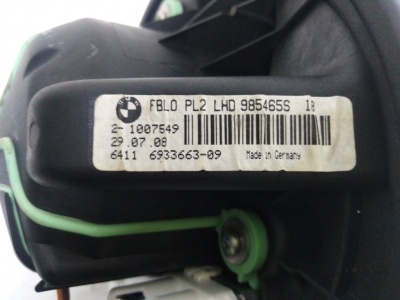 FBLO PL2 LHD 985465S 10
2- 1007549
29.07.08
6411 6933663-09 Made in Germany